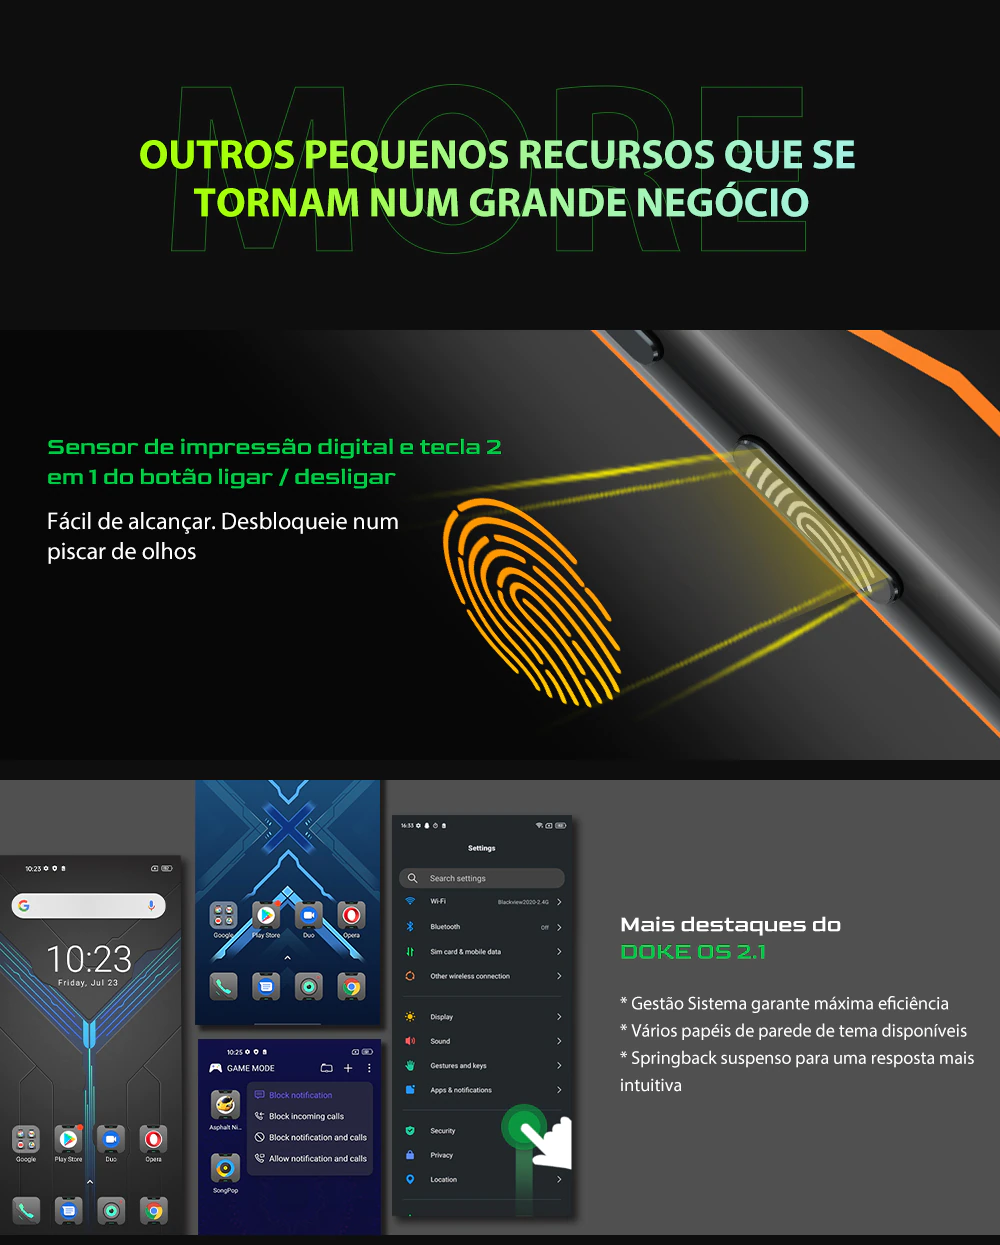 MORE
OUTROS PEQUENOS RECURSOS QUE SE
TORNAM NUM GRANDE NEGÓCIO
Sensor de impressão digital e tecla 2
em 1 do botão ligar / desligar
Fácil de alcançar. Desbloqueie num
piscar de olhos
10:23
10:23
Friday, Jul 23
Google
Play Store
Duo
Opera
Google
Play Store
Duo
Opera
10:25
GAME MODE
Block notification
Block incoming calls
Block notification and calls
Allow notification and calls
Asphalt Ni...
SongPop
16:33
Settings
Search settings
Wi-Fi Blackview2020-2.4G
Bluetooth Off
Sim card & mobile data
Other wireless connection
Display
Sound
Gestures and keys
Apps & notifications
Security
Privacy
Location
Mais destaques do
DOKE OS 2.1
* Gestão Sistema garante máxima eficiência
* Vários papéis de parede de tema disponíveis
* Springback suspenso para uma resposta mais
intuitiva